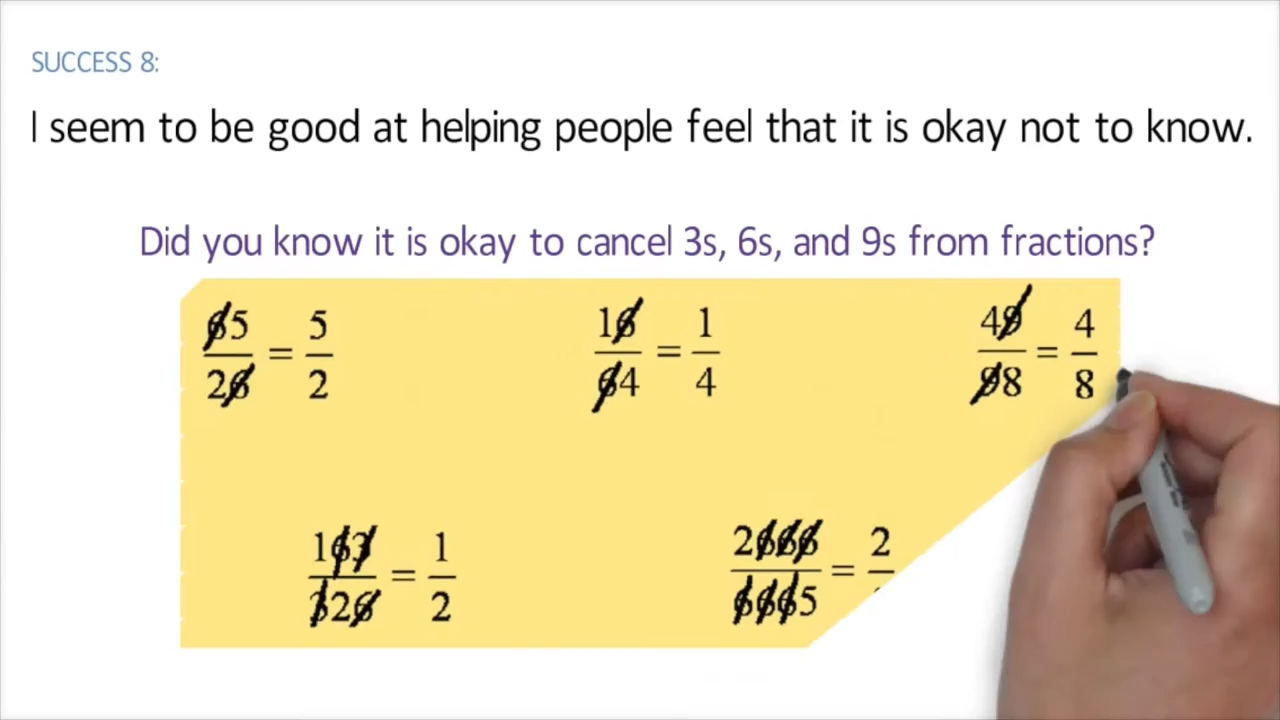 SUCCESS 8:
I seem to be good at helping people feel that it is okay not to know.
Did you know it is okay to cancel 3s, 6s, and 9s from fractions?
65/26 = 5/2 16/64 = 1/4 49/98 = 4/8
163/326 = 1/2 2666/6665 = 2/